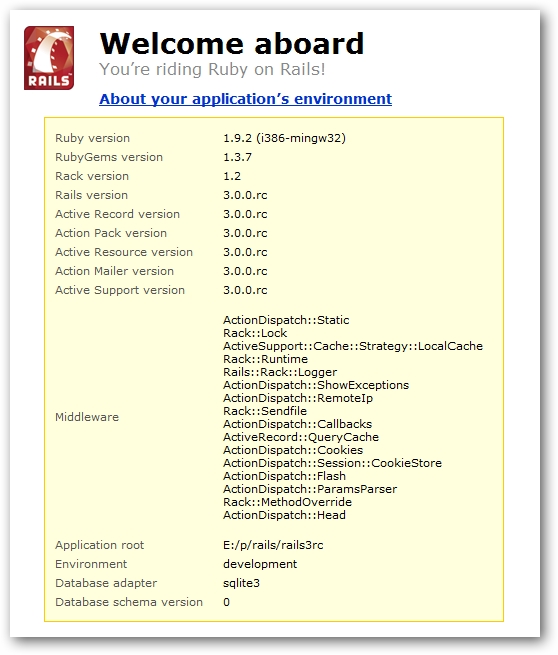 RAILS
Welcome aboard
You’re riding Ruby on Rails!
About your application’s environment
Ruby version 1.9.2 (i386-mingw32)
RubyGems version 1.3.7
Rack version 1.2
Rails version 3.0.0.rc
Active Record version 3.0.0.rc
Action Pack version 3.0.0.rc
Active Resource version 3.0.0.rc
Action Mailer version 3.0.0.rc
Active Support version 3.0.0.rc
Middleware
ActionDispatch::Static
Rack::Lock
ActiveSupport::Cache::Strategy::LocalCache
Rack::Runtime
Rails::Rack::Logger
ActionDispatch::ShowExceptions
ActionDispatch::RemoteIp
Rack::Sendfile
ActionDispatch::Callbacks
ActiveRecord::QueryCache
ActionDispatch::Cookies
ActionDispatch::Session::CookieStore
ActionDispatch::Flash
ActionDispatch::ParamsParser
Rack::MethodOverride
ActionDispatch::Head
Application root E:/p/rails/rails3rc
Environment development
Database adapter sqlite3
Database schema version 0